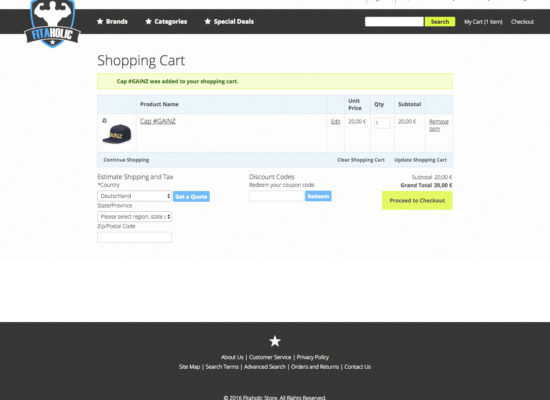 FITAHOLIC
Brands Categories Special Deals Search My Cart (1 item) Checkout
Shopping Cart
Cap #GAINZ was added to your shopping cart.
Product Name Unit Price Qty Subtotal
Cap #GAINZ Edit 20,00 € 1 20,00 € Remove item
Continue Shopping Clear Shopping Cart Update Shopping Cart
Estimate Shipping and Tax
*Country
Deutschland Get a Quote
State/Province
Please select region, state
Zip/Postal Code
Discount Codes
Redeem your coupon code.
Redeem
Subtotal 20,00 €
Grand Total 20,00 €
Proceed to Checkout
About Us | Customer Service | Privacy Policy
Site Map | Search Terms | Advanced Search | Orders and Returns | Contact Us
© 2016 Fitaholic Store. All Rights Reserved.